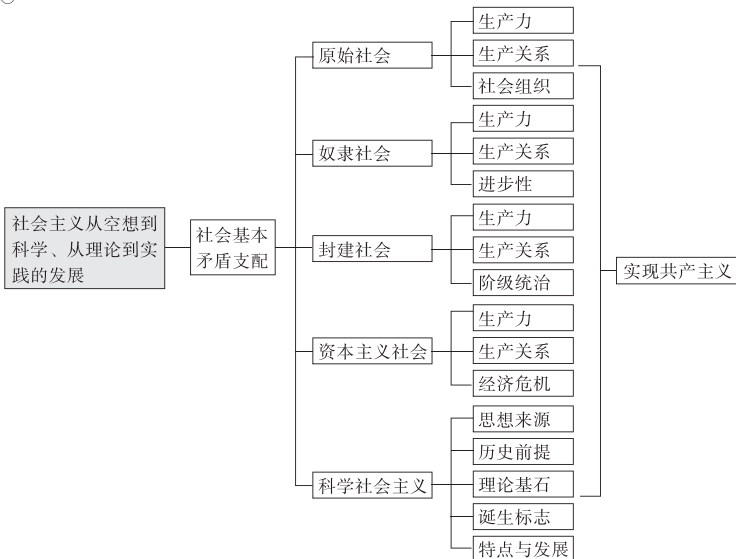 社会主义从空想到
科学、从理论到实
践的发展
社会基本
矛盾支配
原始社会
生产力
生产关系
社会组织
奴隶社会
生产力
生产关系
进步性
封建社会
生产力
生产关系
阶级统治
资本主义社会
生产力
生产关系
经济危机
科学社会主义
思想来源
历史前提
理论基石
诞生标志
特点与发展
实现共产主义